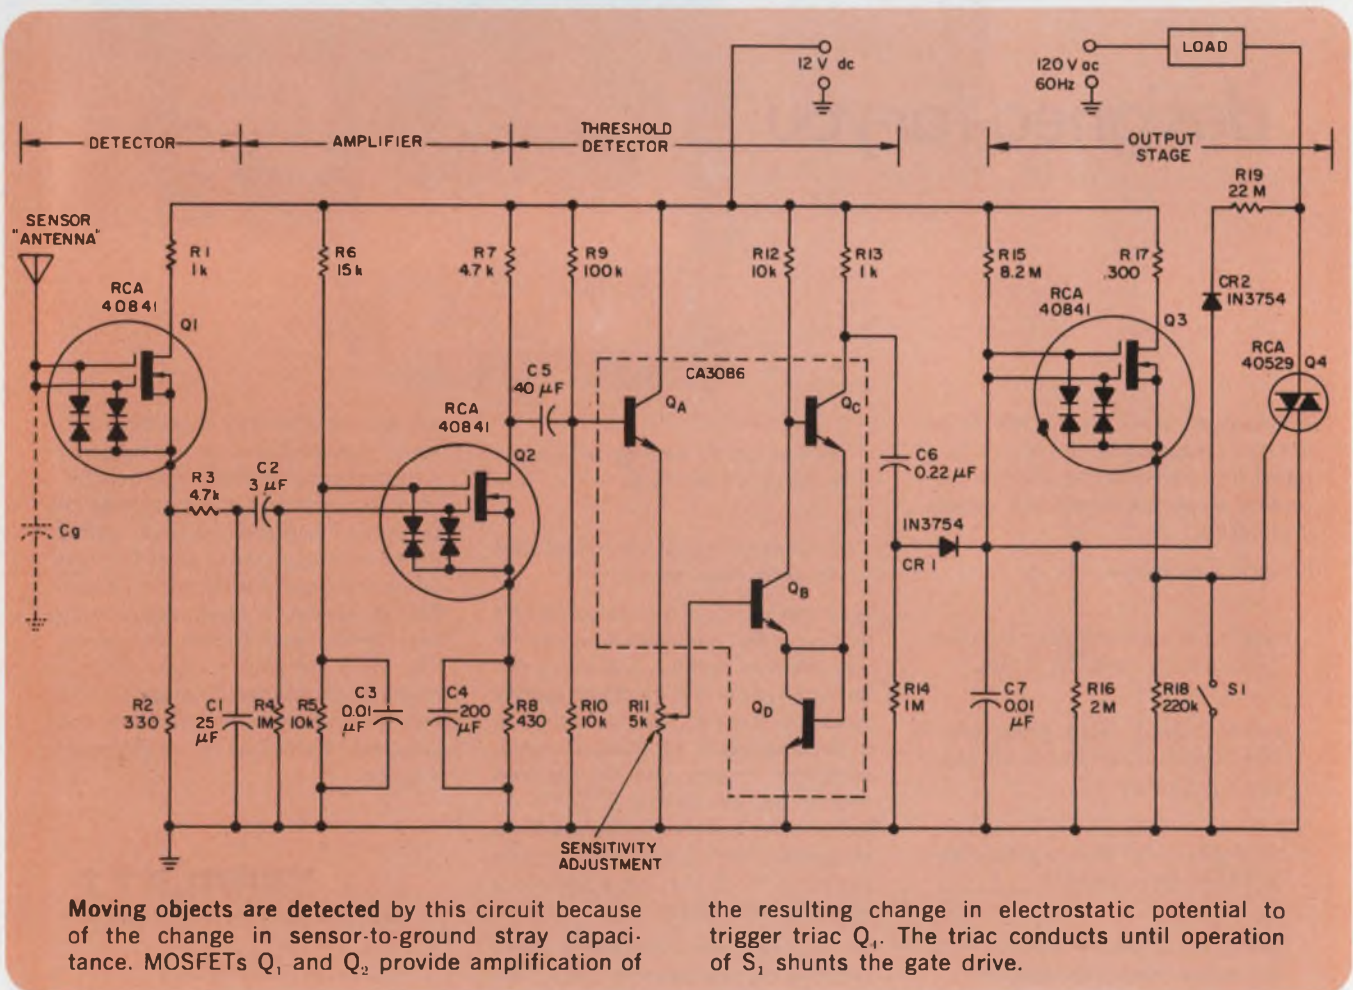 12 V dc
120 V ac
60Hz
LOAD
DETECTOR
AMPLIFIER
THRESHOLD
DETECTOR
OUTPUT
STAGE
SENSOR
"ANTENNA"
R1
1k
RCA
40841
Q1
Cg
R3
4.7k
C2
3 µF
R2
330
C1
25
µF
R4
1M
R6
15k
R5
10k
C3
0.01
µF
C4
200
µF
R7
4.7k
RCA
40841
Q2
R8
430
C5
40 µF
R9
100k
R10
10k
R11
5k
SENSITIVITY
ADJUSTMENT
CA3086
QA
QB
QC
QD
R12
10k
R13
1k
C6
0.22 µF
IN3754
CR1
R14
1M
R15
8.2M
C7
0.01
µF
R16
2M
R17
.300
RCA
40841
Q3
R18
220k
S1
R19
22 M
CR2
IN3754
RCA
40529
Q4
Moving objects are detected by this circuit because
of the change in sensor-to-ground stray capaci-
tance. MOSFETs Q1 and Q2 provide amplification of
the resulting change in electrostatic potential to
trigger triac Q4. The triac conducts until operation
of S1 shunts the gate drive.